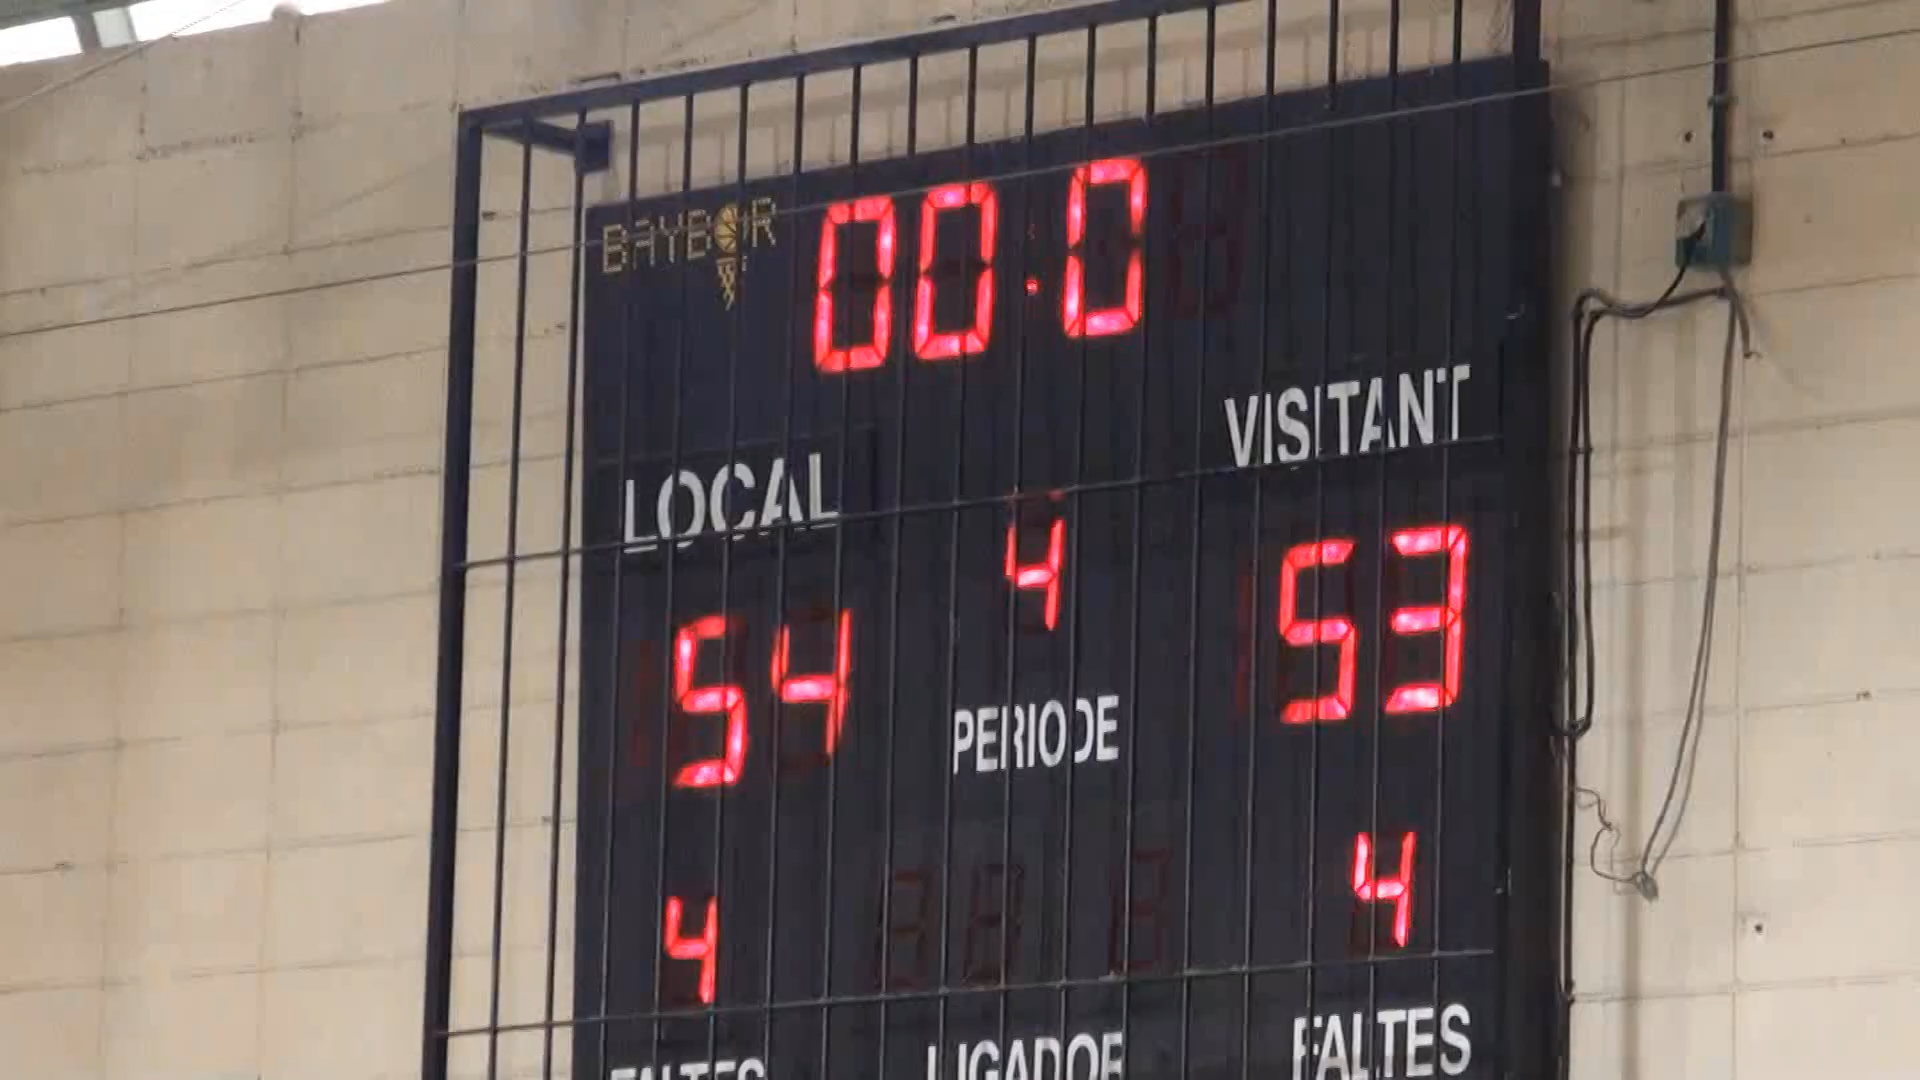 BAYBOR
00.0
LOCAL VISITANT
54 4 53
PERIODE
4 4
FALTES JUGADOR FALTES